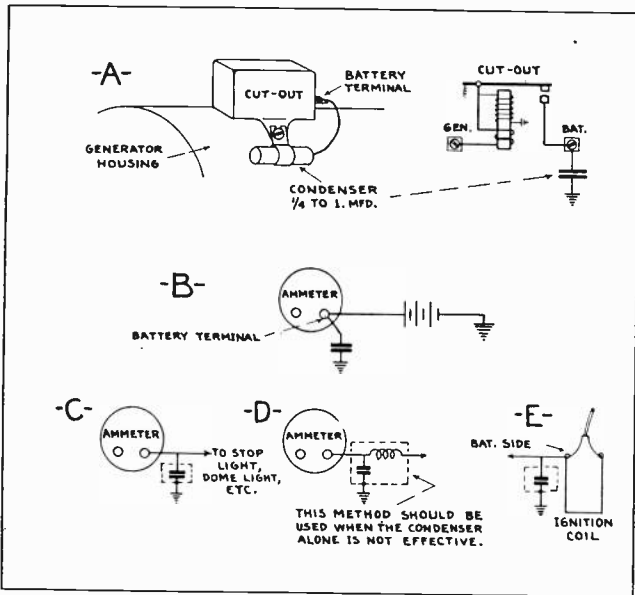 -A-
CUT-OUT
BATTERY
TERMINAL
GENERATOR
HOUSING
CONDENSER
1/4 TO 1. MFD.
CUT-OUT
GEN.
BAT.
-B-
AMMETER
BATTERY TERMINAL
-C-
AMMETER
TO STOP
LIGHT,
DOME LIGHT,
ETC.
-D-
AMMETER
THIS METHOD SHOULD BE
USED WHEN THE CONDENSER
ALONE IS NOT EFFECTIVE.
-E-
BAT. SIDE
IGNITION
COIL